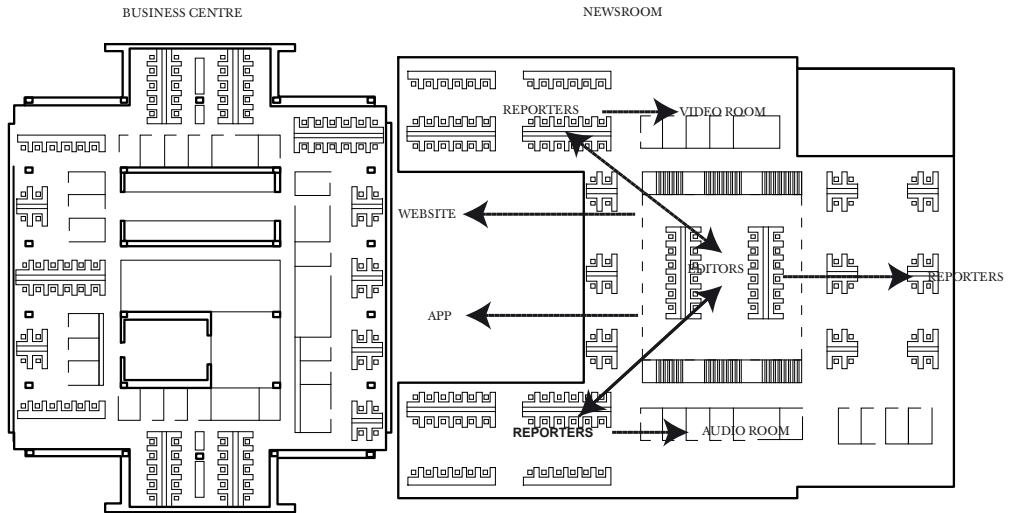 BUSINESS CENTRE
NEWSROOM
REPORTERS
VIDEO ROOM
WEBSITE
EDITORS
REPORTERS
APP
REPORTERS
AUDIO ROOM